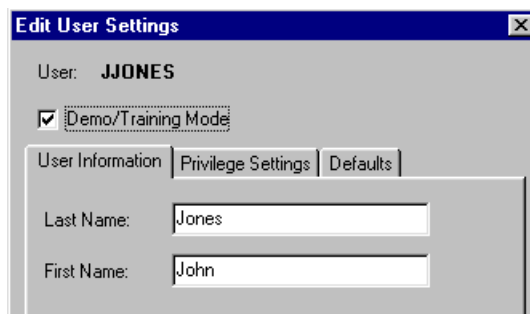 Edit User Settings
User: JJONES
Demo/Training Mode
User Information Privilege Settings Defaults
Last Name: Jones
First Name: John